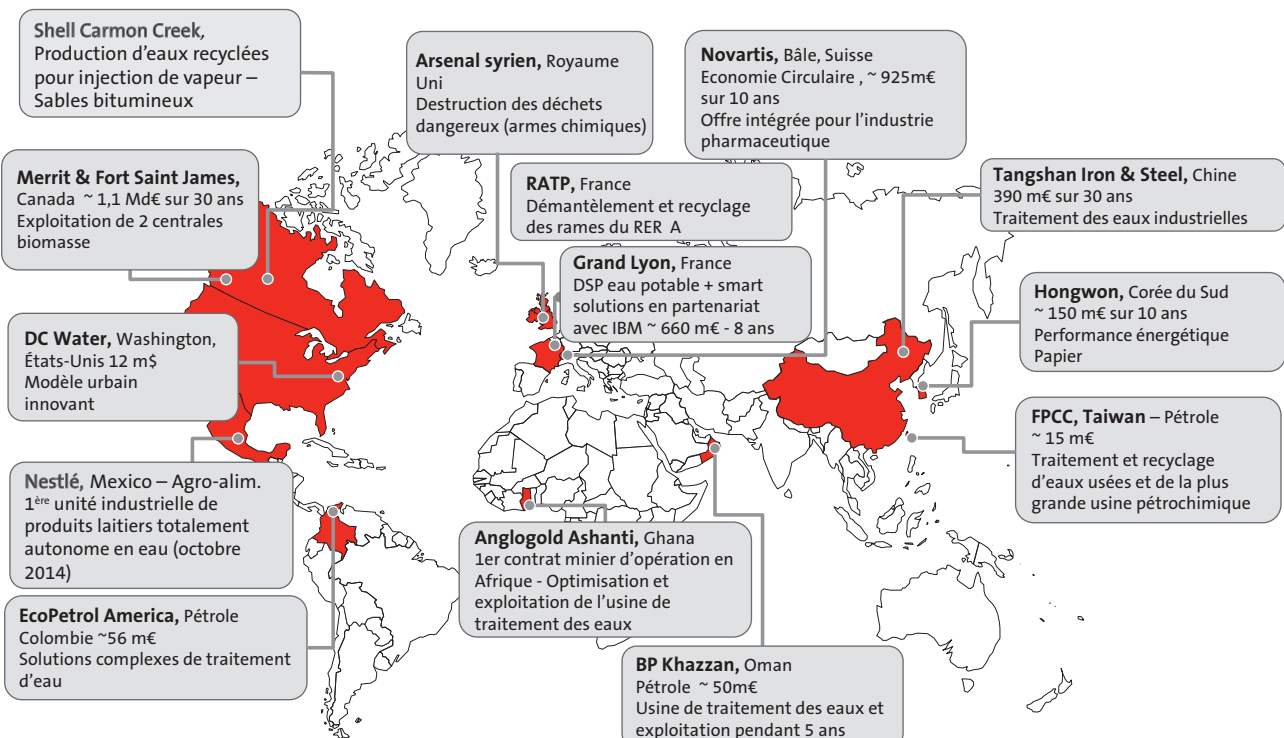 Shell Carmon Creek,
Production d’eaux recyclées
pour injection de vapeur –
Sables bitumineux
Arsenal syrien, Royaume
Uni
Destruction des déchets
dangereux (armes chimiques)
Novartis, Bâle, Suisse
Economie Circulaire , ~ 925m€
sur 10 ans
Offre intégrée pour l’industrie
pharmaceutique
Merrit & Fort Saint James,
Canada ~ 1,1 Md€ sur 30 ans
Exploitation de 2 centrales
biomasse
RATP, France
Démantèlement et recyclage
des rames du RER A
Tangshan Iron & Steel, Chine
390 m€ sur 30 ans
Traitement des eaux industrielles
Grand Lyon, France
DSP eau potable + smart
solutions en partenariat
avec IBM ~ 660 m€ - 8 ans
Hongwon, Corée du Sud
~ 150 m€ sur 10 ans
Performance énergétique
Papier
DC Water, Washington,
États-Unis 12 m$
Modèle urbain
innovant
FPCC, Taiwan – Pétrole
~ 15 m€
Traitement et recyclage
d’eaux usées et de la plus
grande usine pétrochimique
Nestlé, Mexico – Agro-alim.
1ère unité industrielle de
produits laitiers totalement
autonome en eau (octobre
2014)
Anglogold Ashanti, Ghana
1er contrat minier d’opération en
Afrique - Optimisation et
exploitation de l’usine de
traitement des eaux
EcoPetrol America, Pétrole
Colombie ~56 m€
Solutions complexes de traitement
d’eau
BP Khazzan, Oman
Pétrole ~ 50m€
Usine de traitement des eaux et
exploitation pendant 5 ans